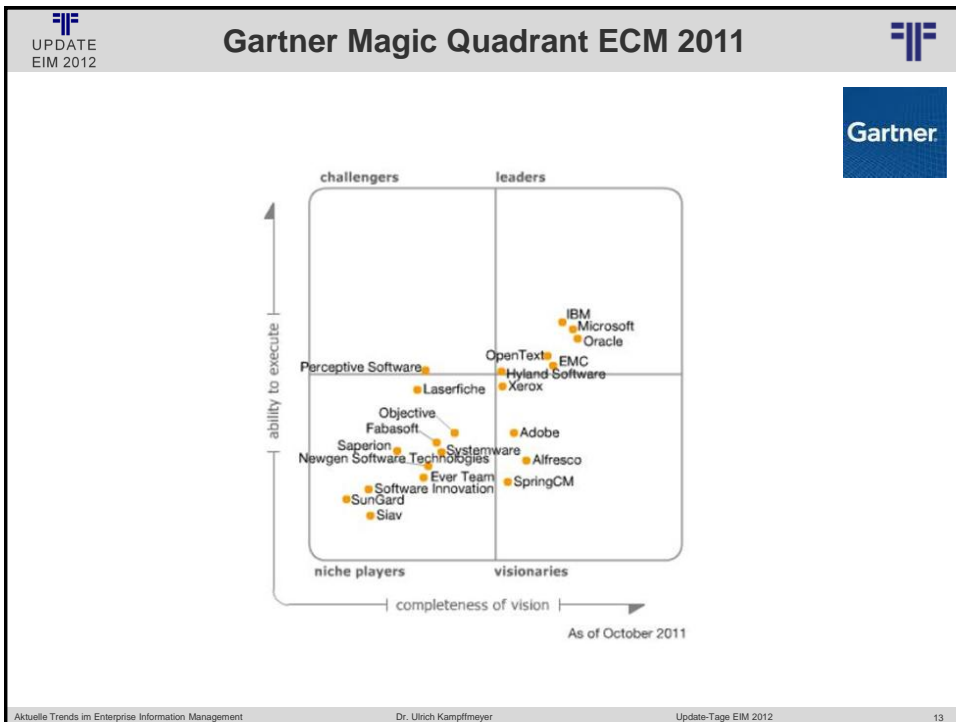 UPDATE
EIM 2012
Gartner Magic Quadrant ECM 2011
Gartner
challengers
leaders
ability to execute
IBM
Microsoft
Oracle
OpenText
EMC
Perceptive Software
Hyland Software
Laserfiche
Xerox
Objective
Fabasoft
Adobe
Saperion
Systemware
Newgen Software Technologies
Alfresco
Ever Team
SpringCM
Software Innovation
SunGard
Siav
niche players
visionaries
completeness of vision
As of October 2011
Aktuelle Trends im Enterprise Information Management
Dr. Ulrich Kampffmeyer
Update-Tage EIM 2012
13